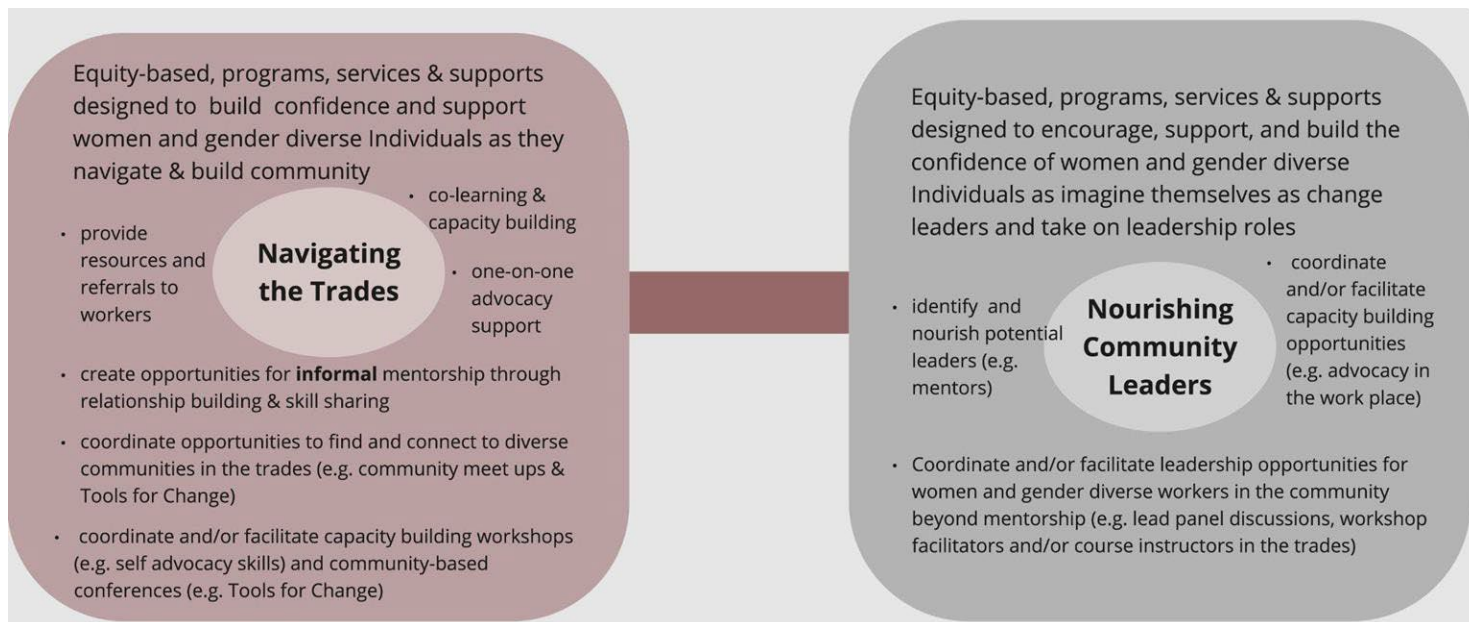 Equity-based, programs, services & supports
designed to  build  confidence and support
women and gender diverse Individuals as they
navigate & build community
• co-learning &
capacity building
• provide
resources and
referrals to
workers
Navigating
the Trades
• one-on-one
advocacy
support
• create opportunities for informal mentorship through
relationship building & skill sharing
• coordinate opportunities to find and connect to diverse
communities in the trades (e.g. community meet ups &
Tools for Change)
• coordinate and/or facilitate capacity building workshops
(e.g. self advocacy skills) and community-based
conferences (e.g. Tools for Change)
Equity-based, programs, services & supports
designed to encourage, support, and build the
confidence of women and gender diverse
Individuals as imagine themselves as change
leaders and take on leadership roles
• identify  and
nourish potential
leaders (e.g.
mentors)
Nourishing
Community
Leaders
• coordinate
and/or facilitate
capacity building
opportunities
(e.g. advocacy in
the work place)
• Coordinate and/or facilitate leadership opportunities for
women and gender diverse workers in the community
beyond mentorship (e.g. lead panel discussions, workshop
facilitators and/or course instructors in the trades)